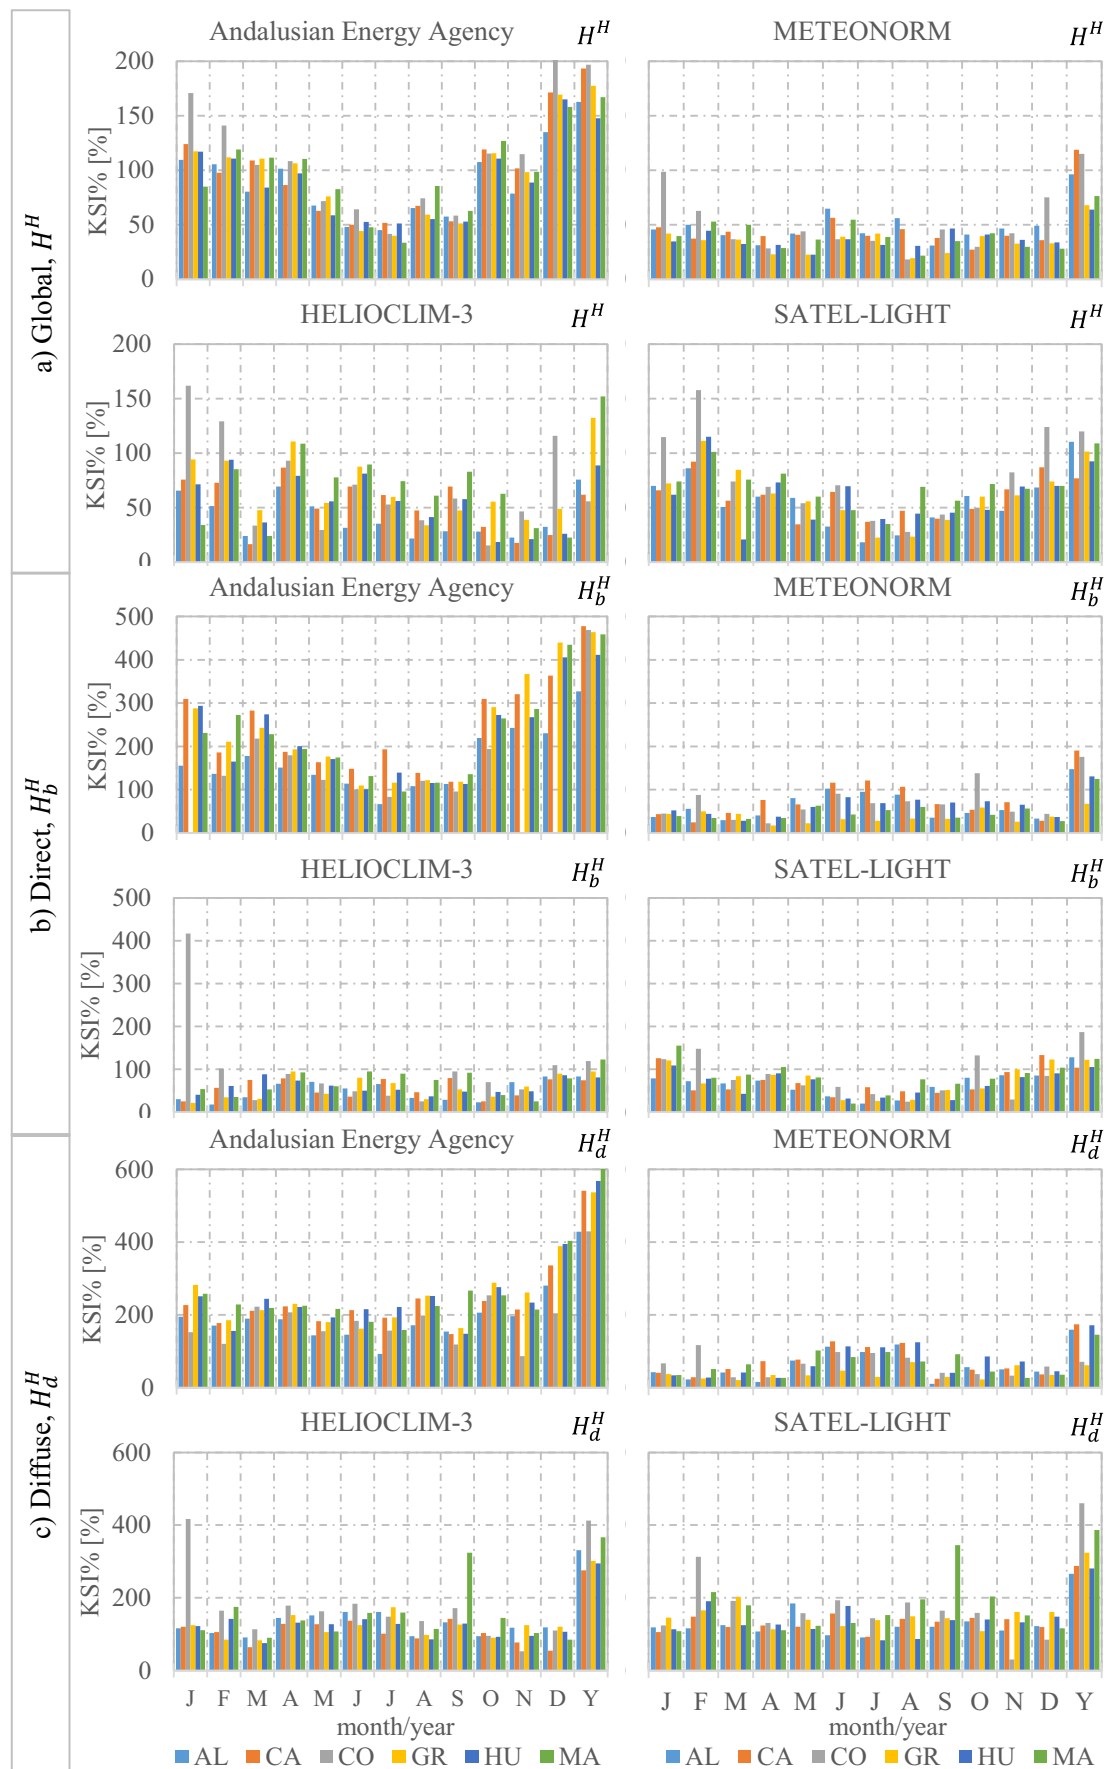 Andalusian Energy Agency H^H METEONORM H^H
a) Global, H^H
KSI% [%]
200
150
100
50
0
HELIOCLIM-3 H^H SATEL-LIGHT H^H
KSI% [%]
200
150
100
50
0
Andalusian Energy Agency H_b^H METEONORM H_b^H
b) Direct, H_b^H
KSI% [%]
500
400
300
200
100
0
HELIOCLIM-3 H_b^H SATEL-LIGHT H_b^H
KSI% [%]
500
400
300
200
100
0
Andalusian Energy Agency H_d^H METEONORM H_d^H
c) Diffuse, H_d^H
KSI% [%]
600
400
200
0
HELIOCLIM-3 H_d^H SATEL-LIGHT H_d^H
KSI% [%]
600
400
200
0
J F M A M J J A S O N D Y J F M A M J J A S O N D Y
month/year month/year
AL CA CO GR HU MA AL CA CO GR HU MA